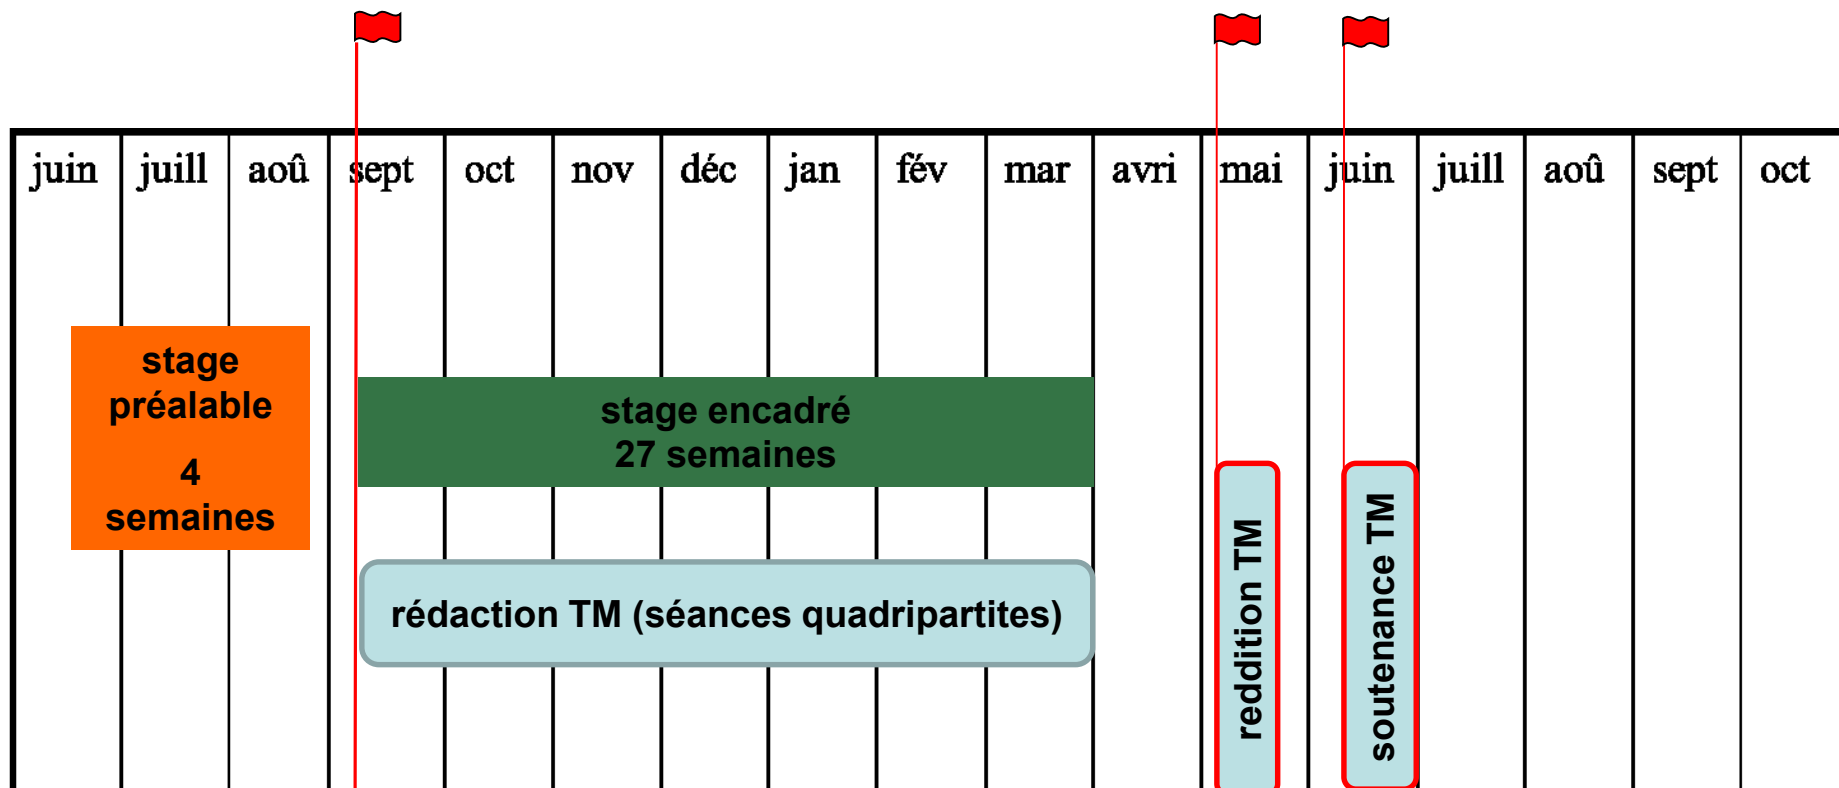 juin juill aoû sept oct nov déc jan fév mar avri mai juin juill aoû sept oct
stage
préalable
4
semaines
stage encadré
27 semaines
rédaction TM (séances quadripartites)
reddition TM
soutenance TM